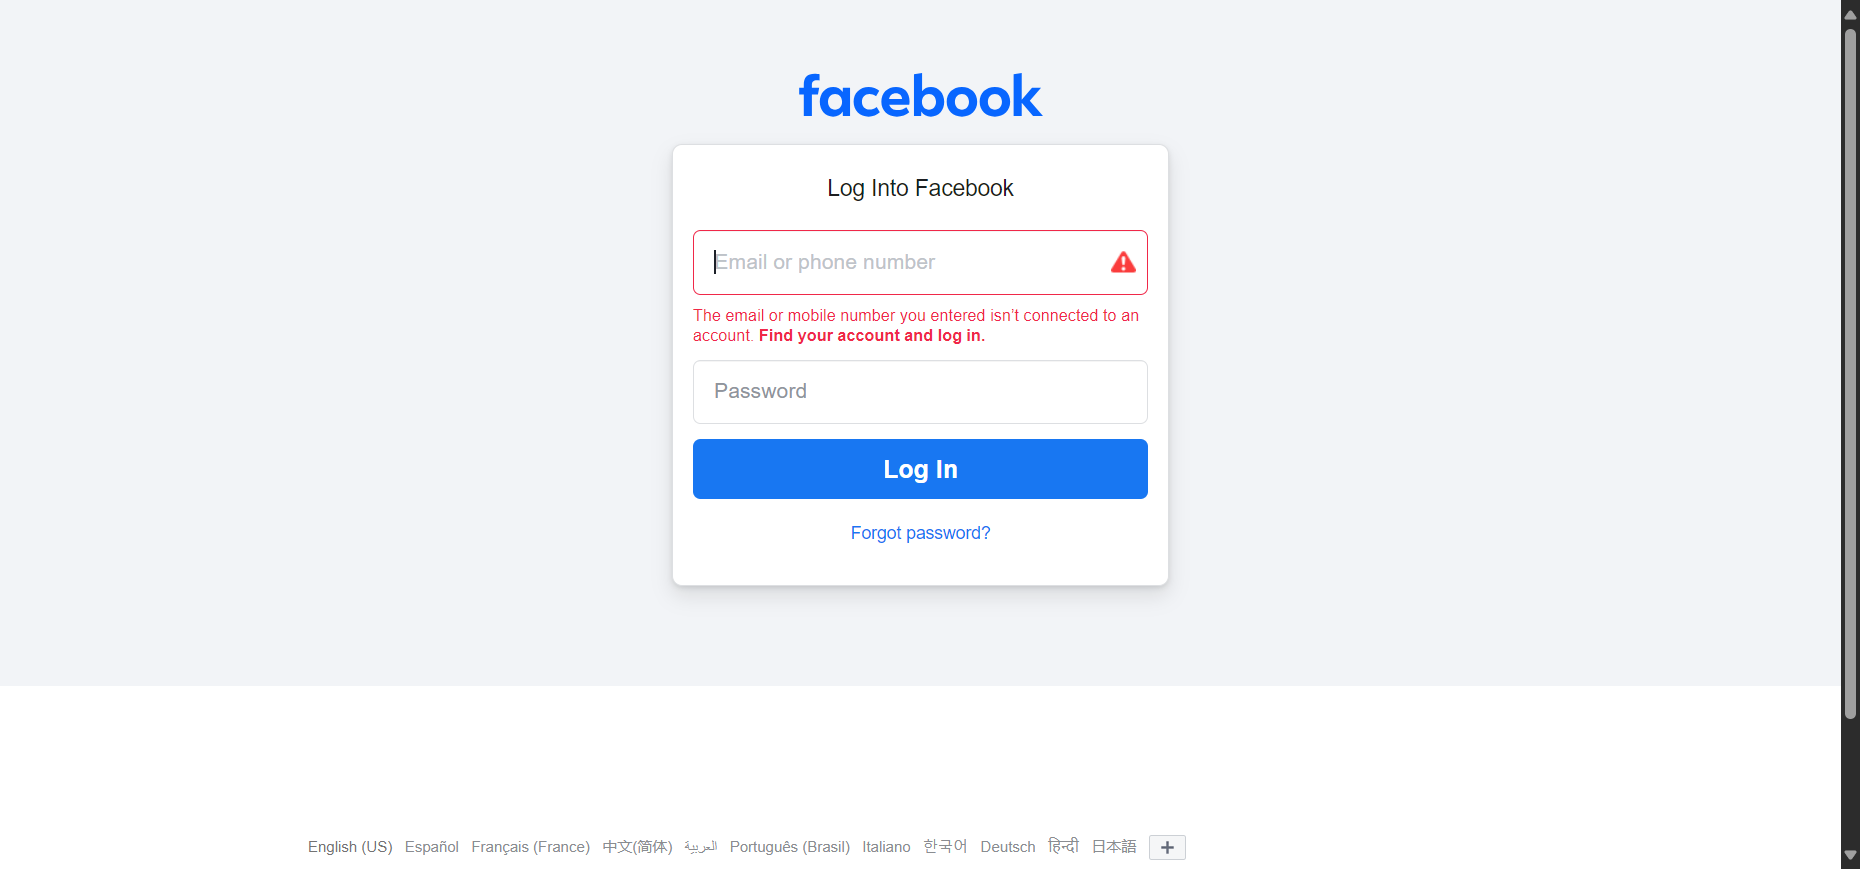 facebook
Log Into Facebook
Email or phone number
The email or mobile number you entered isn’t connected to an
account. Find your account and log in.
Password
Log In
Forgot password?
English (US) Español Français (France) 中文(简体) العربية Português (Brasil) Italiano 한국어 Deutsch हिन्दी 日本語